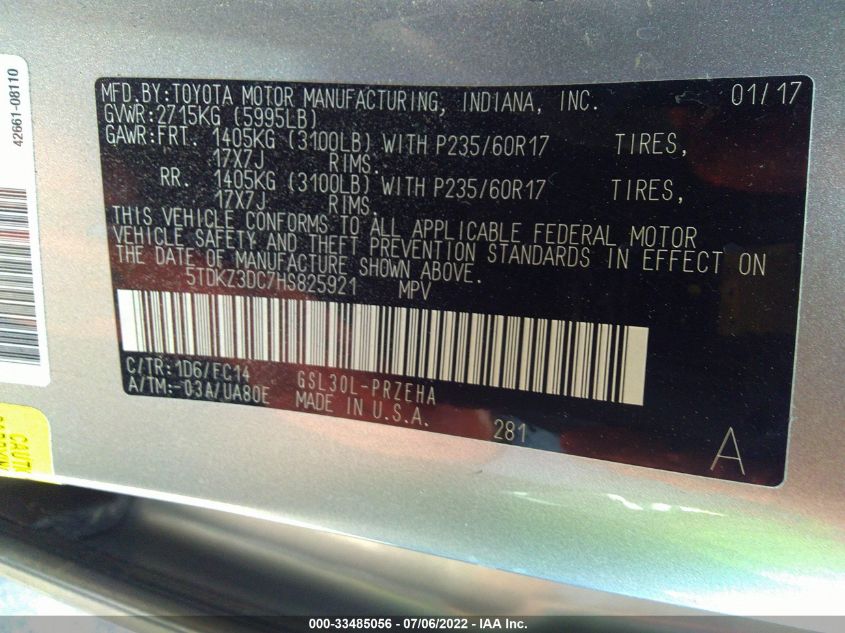 42661-08110
MFD.BY:TOYOTA MOTOR MANUFACTURING, INDIANA, INC. 01/17
GVWR:2715KG (5995LB)
GAWR:FRT. 1405KG (3100LB) WITH P235/60R17 TIRES,
17X7J RIMS.
RR. 1405KG (3100LB) WITH P235/60R17 TIRES,
17X7J RIMS.
THIS VEHICLE CONFORMS TO ALL APPLICABLE FEDERAL MOTOR
VEHICLE SAFETY AND THEFT PREVENTION STANDARDS IN EFFECT ON
THE DATE OF MANUFACTURE SHOWN ABOVE.
5TDKZ3DC7HS825921 MPV
C/TR:1D6/FC14 GSL30L-PRZEHA
A/TM:-03A/UA80E MADE IN U.S.A.
281
A
000-33485056 - 07/06/2022 - IAA Inc.